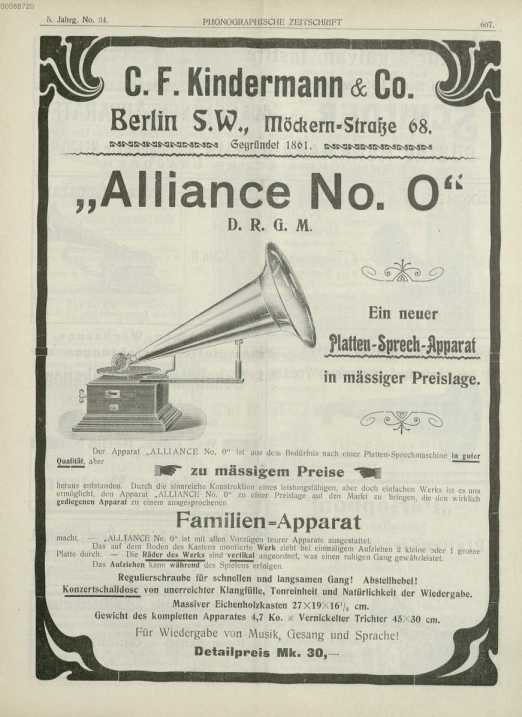 00088720
5. Jahrg. No. 34.
PHONOGRAPHISCHE ZEITSCHRIFT
607.
C. F. Kindermann & Co.
Berlin S.W., Möckern-Straße 68.
Gegründet 1861.
„Alliance No. 0“
D. R. G. M.
Ein neuer
Platten-Sprech-Apparat
in mässiger Preislage.
Der Apparat „ALLIANCE No. 0“ ist aus dem Bedürfnis nach einer Platten-Sprechmaschine in guter
Qualität, aber
zu mässigem Preise
heraus entstanden. Durch die sinnreiche Konstruktion eines leistungsfähigen, aber doch einfachen Werks ist es uns
ermöglicht, den Apparat „ALLIANCE No. 0“ zu einer Preislage auf den Markt zu bringen, die den wirklich
gediegenen Apparat zu einem ausgesprochenen
Familien-Apparat
macht. — „ALLIANCE No. 0“ ist mit allen Vorzügen teurer Apparate ausgestattet.
Das auf dem Boden des Kastens montierte Werk zieht bei einmaligem Aufziehen 2 kleine oder 1 grosse
Platte durch. — Die Räder des Werks sind vertikal angeordnet, was einen ruhigen Gang gewährleistet.
Das Aufziehen kann während des Spielens erfolgen.
Regulierschraube für schnellen und langsamen Gang! Abstellhebel!
Konzertschalldose von unerreichter Klangfülle, Tonreinheit und Natürlichkeit der Wiedergabe.
Massiver Eichenholzkasten 27×19×16½ cm.
Gewicht des kompletten Apparates 4,7 Ko. × Vernickelter Trichter 45×30 cm.
Für Wiedergabe von Musik, Gesang und Sprache!
Detailpreis Mk. 30,—